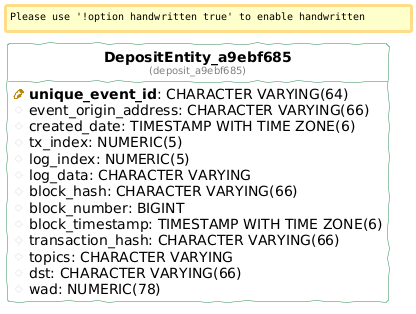 Please use '!option handwritten true' to enable handwritten
DepositEntity_a9ebf685
(deposit_a9ebf685)
unique_event_id: CHARACTER VARYING(64)
event_origin_address: CHARACTER VARYING(66)
created_date: TIMESTAMP WITH TIME ZONE(6)
tx_index: NUMERIC(5)
log_index: NUMERIC(5)
log_data: CHARACTER VARYING
block_hash: CHARACTER VARYING(66)
block_number: BIGINT
block_timestamp: TIMESTAMP WITH TIME ZONE(6)
transaction_hash: CHARACTER VARYING(66)
topics: CHARACTER VARYING
dst: CHARACTER VARYING(66)
wad: NUMERIC(78)